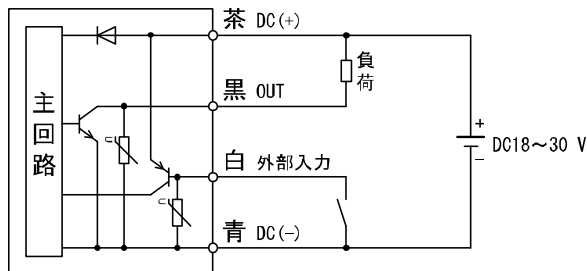 茶 DC(+)
負荷
黒 OUT
主回路
+
DC18～30 V
−
白 外部入力
青 DC(−)